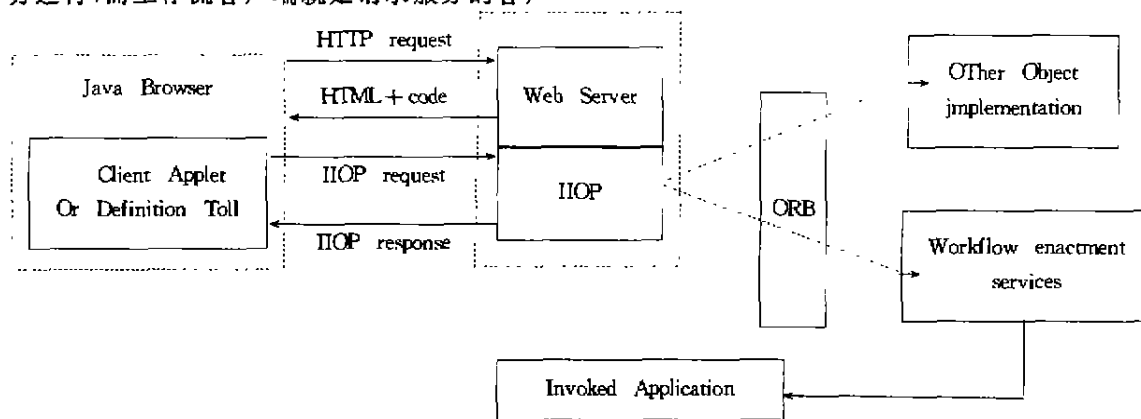 HTTP request
Java Browser
HTML + code
Web Server
OTher Object
jmplementation
Client Applet
Or Definition Toll
IIOP request
IIOP
IIOP response
ORB
Workflow enactment
services
Invoked Application